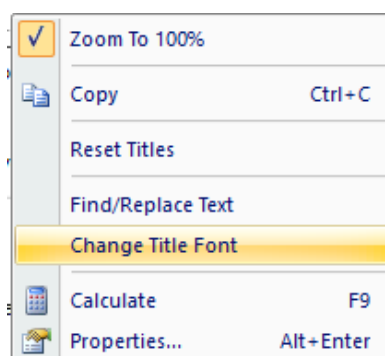 Zoom To 100%
Copy Ctrl+C
Reset Titles
Find/Replace Text
Change Title Font
Calculate F9
Properties... Alt+Enter